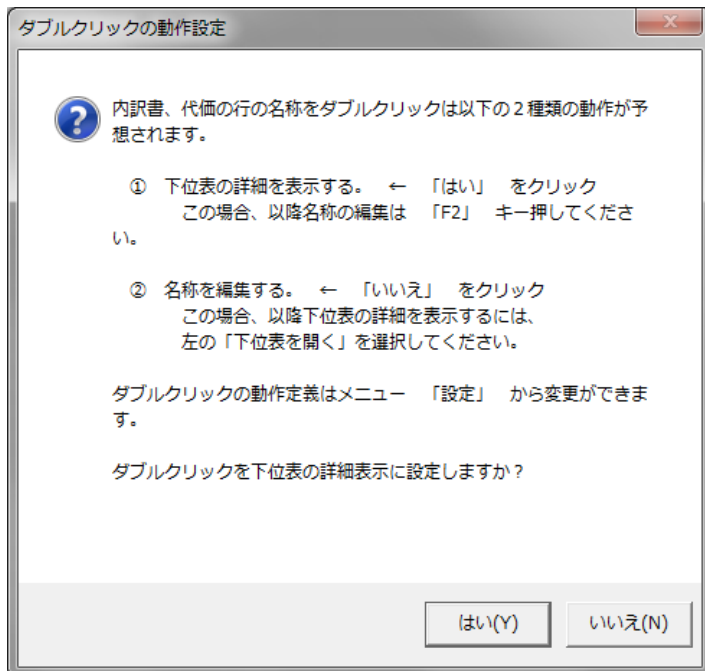 ダブルクリックの動作設定
内訳書、代価の行の名称をダブルクリックは以下の２種類の動作が予
想されます。
① 下位表の詳細を表示する。 ← 「はい」 をクリック
この場合、以降名称の編集は 「F2」 キー押してくださ
い。
② 名称を編集する。 ← 「いいえ」 をクリック
この場合、以降下位表の詳細を表示するには、
左の「下位表を開く」を選択してください。
ダブルクリックの動作定義はメニュー 「設定」 から変更ができま
す。
ダブルクリックを下位表の詳細表示に設定しますか？
はい(Y) いいえ(N)